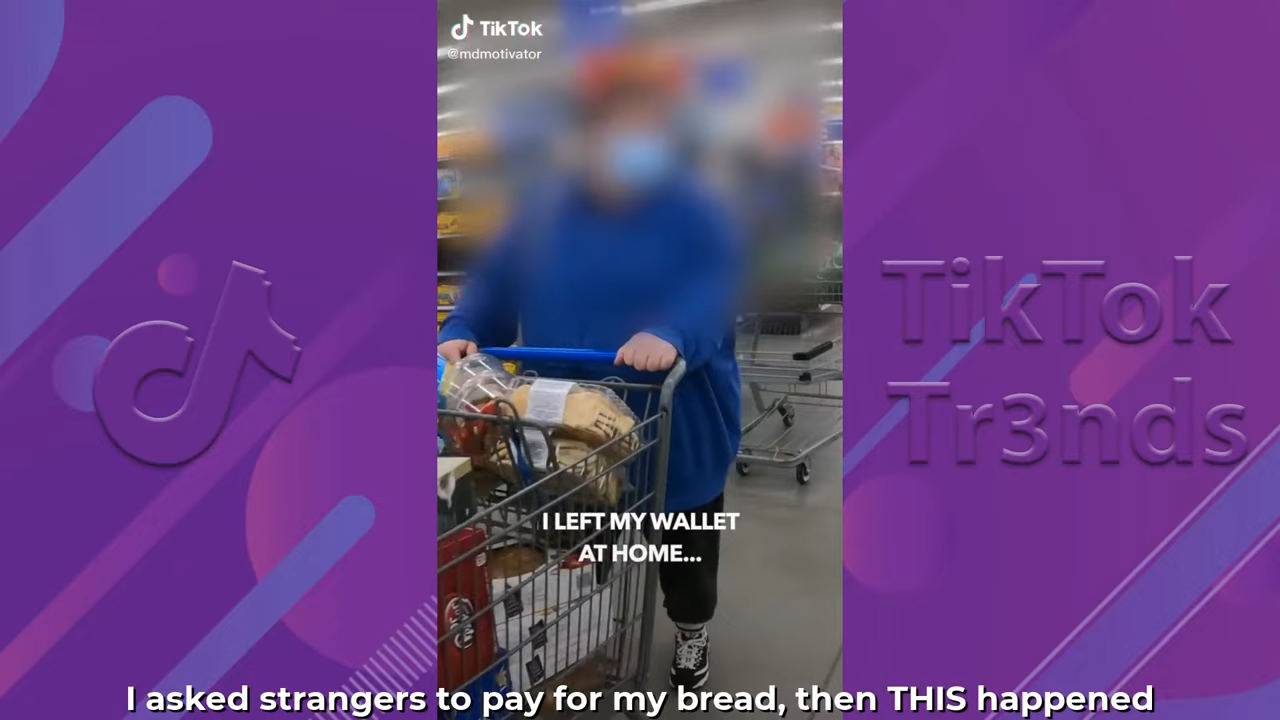 TikTok
@mdmotivator
TikTok
Tr3nds
I LEFT MY WALLET
AT HOME...
I asked strangers to pay for my bread, then THIS happened